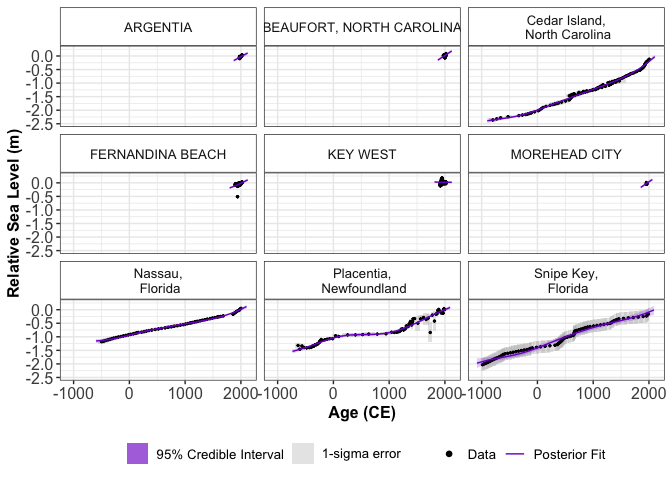 ARGENTIA
BEAUFORT, NORTH CAROLINA
Cedar Island,
North Carolina
0.0
-0.5
-1.0
-1.5
-2.0
-2.5
FERNANDINA BEACH
KEY WEST
MOREHEAD CITY
0.0
-0.5
-1.0
-1.5
-2.0
-2.5
Nassau,
Florida
Placentia,
Newfoundland
Snipe Key,
Florida
0.0
-0.5
-1.0
-1.5
-2.0
-2.5
-1000 0 1000 2000 -1000 0 1000 2000 -1000 0 1000 2000
Relative Sea Level (m)
Age (CE)
95% Credible Interval 1-sigma error Data Posterior Fit